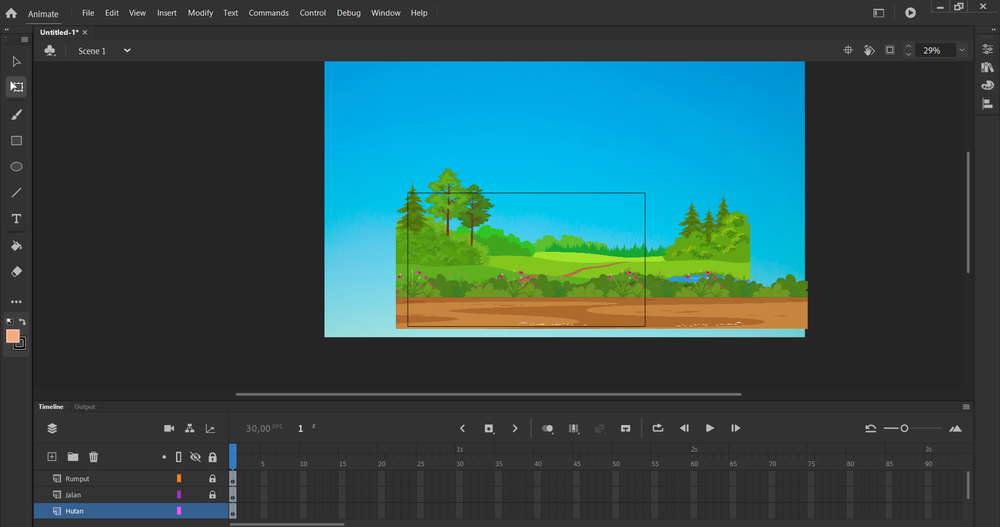 Animate File Edit View Insert Modify Text Commands Control Debug Window Help
Untitled-1*
Scene 1 29%
Timeline Output
30,00 FPS 1 F
1s 2s 3s
5 10 15 20 25 30 35 40 45 50 55 60 65 70 75 80 85 90
Rumput
Jalan
Hutan